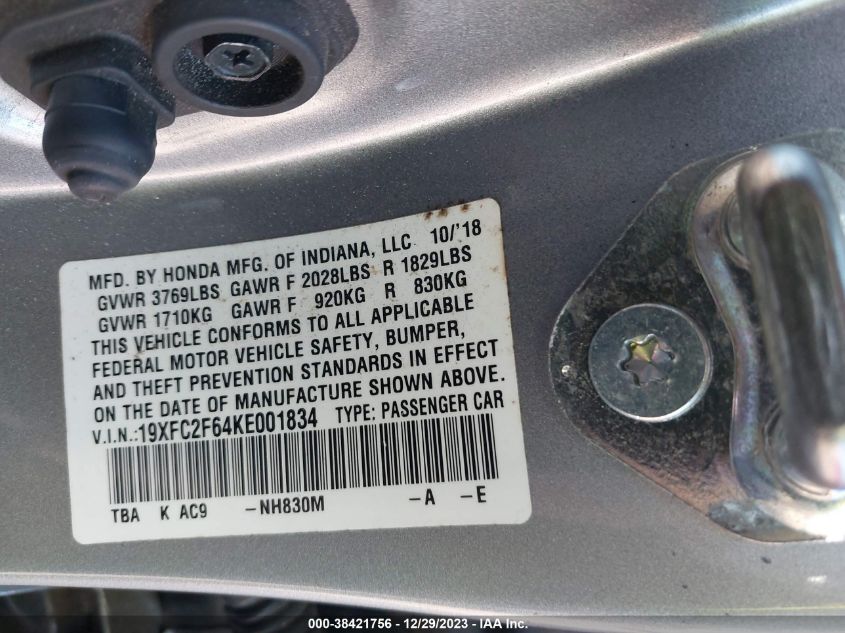 MFD. BY HONDA MFG. OF INDIANA, LLC 10/'18
GVWR 3769LBS GAWR F 2028LBS R 1829LBS
GVWR 1710KG GAWR F 920KG R 830KG
THIS VEHICLE CONFORMS TO ALL APPLICABLE
FEDERAL MOTOR VEHICLE SAFETY, BUMPER,
AND THEFT PREVENTION STANDARDS IN EFFECT
ON THE DATE OF MANUFACTURE SHOWN ABOVE.
V.I.N.:19XFC2F64KE001834 TYPE: PASSENGER CAR
TBA K AC9 -NH830M -A -E
000-38421756 - 12/29/2023 - IAA Inc.